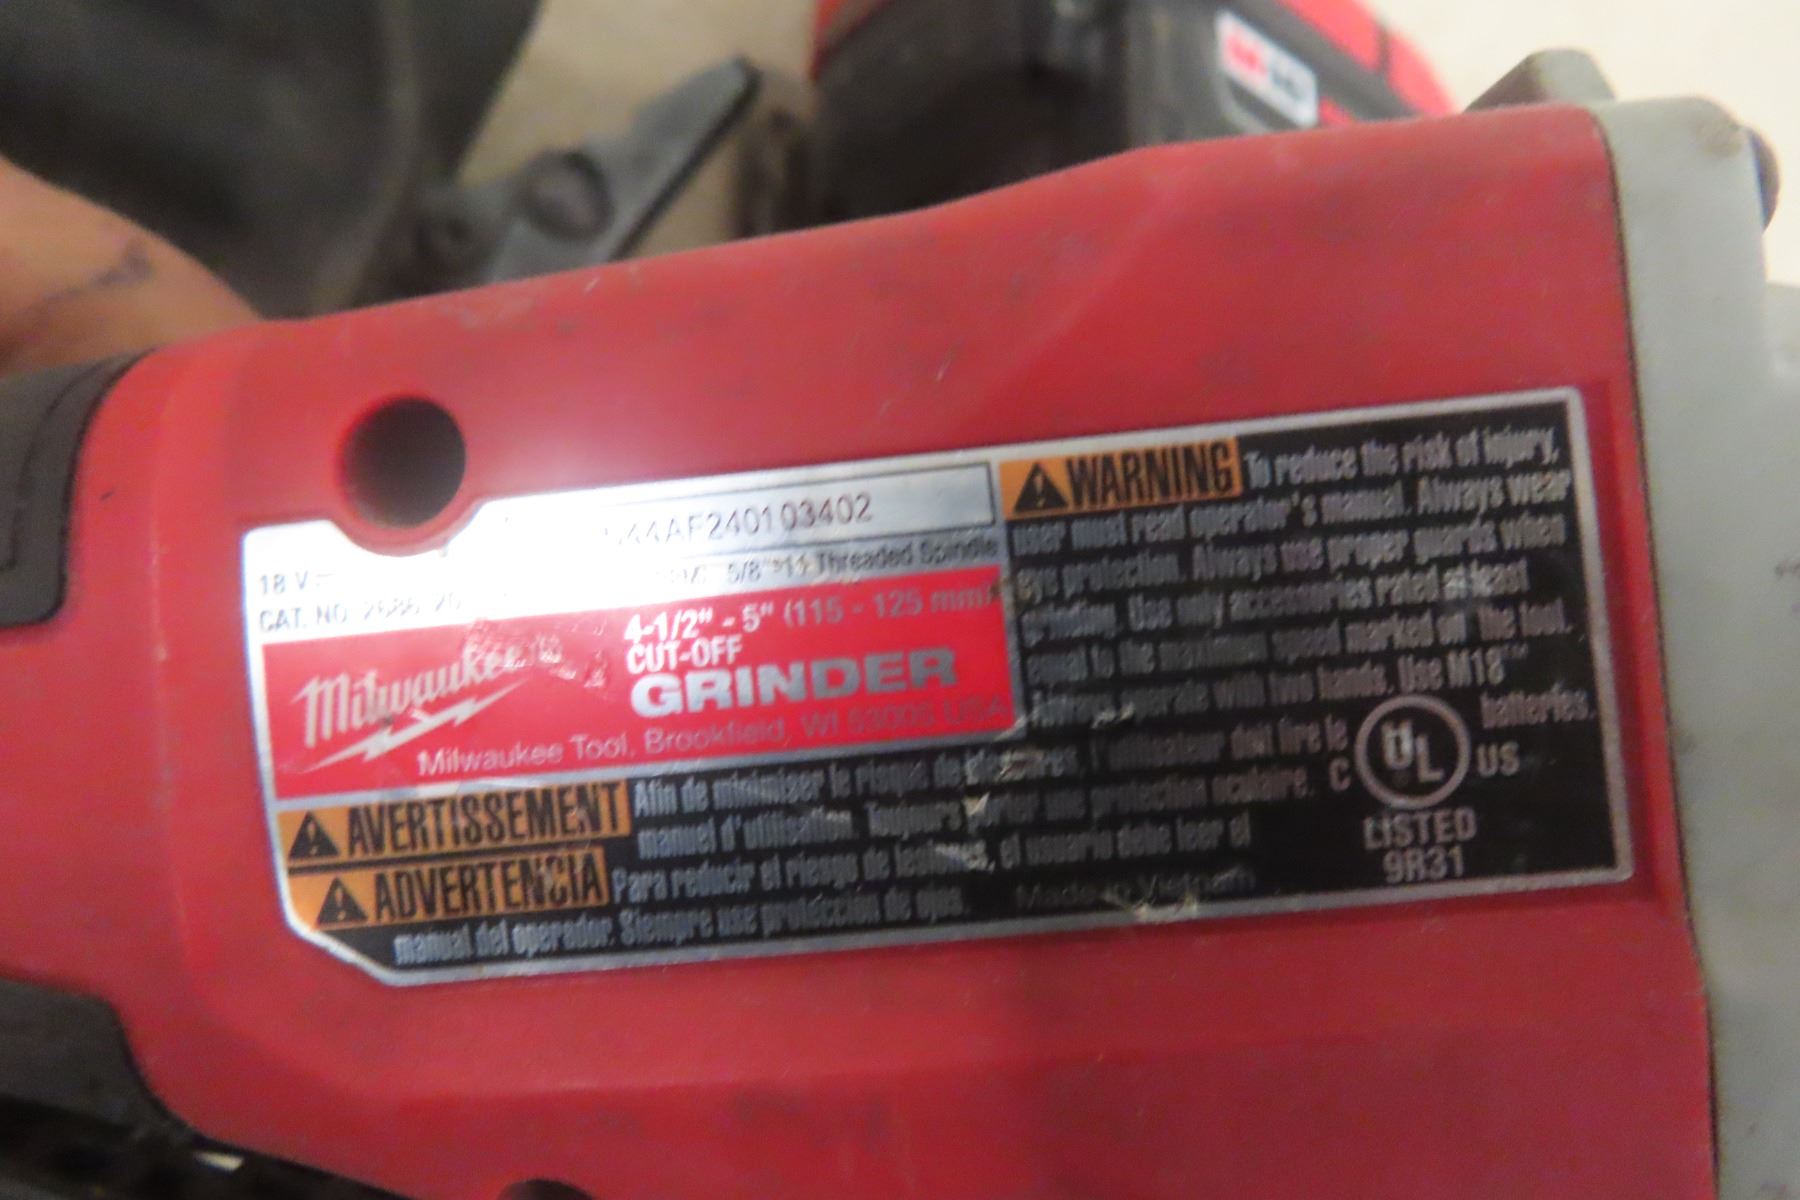 44AF240103402
18 V
5/8"-11 Threaded Spindle
CAT. NO. 2686-20
4-1/2" - 5" (115 - 125 mm)
CUT-OFF
GRINDER
Milwaukee
Milwaukee Tool, Brookfield, WI 53005 USA
WARNING To reduce the risk of injury,
user must read operator's manual. Always wear
eye protection. Always use proper guards when
grinding. Use only accessories rated at least
equal to the maximum speed marked on the tool.
Always operate with two hands. Use M18™
batteries.
AVERTISSEMENT Afin de minimiser le risque de blessures, l'utilisateur doit lire le
manuel d'utilisation. Toujours porter une protection oculaire.
ADVERTENCIA Para reducir el riesgo de lesiones, el usuario debe leer el
manual del operador. Siempre use protección de ojos.
Made in Vietnam
C UL US
LISTED
9R31